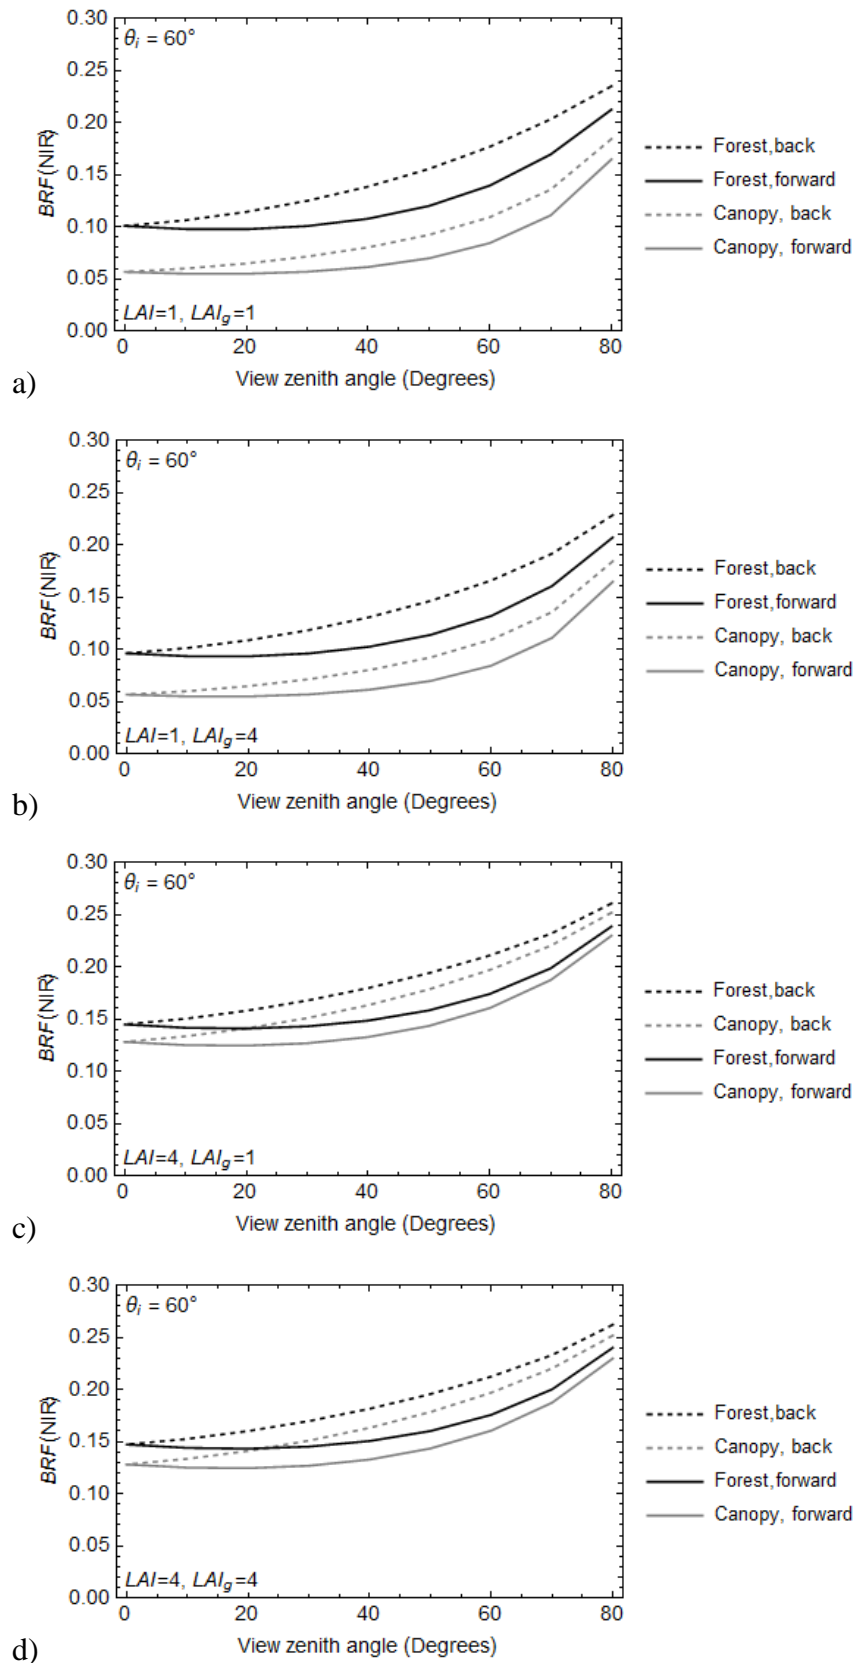 0.30
θi = 60°
0.25
0.20
0.15
0.10
0.05
0.00
BRF(NIR)
LAI=1, LAIg=1
0 20 40 60 80
View zenith angle (Degrees)
Forest,back
Forest,forward
Canopy, back
Canopy, forward
a)
0.30
θi = 60°
0.25
0.20
0.15
0.10
0.05
0.00
BRF(NIR)
LAI=1, LAIg=4
0 20 40 60 80
View zenith angle (Degrees)
Forest,back
Forest,forward
Canopy, back
Canopy, forward
b)
0.30
θi = 60°
0.25
0.20
0.15
0.10
0.05
0.00
BRF(NIR)
LAI=4, LAIg=1
0 20 40 60 80
View zenith angle (Degrees)
Forest,back
Canopy, back
Forest,forward
Canopy, forward
c)
0.30
θi = 60°
0.25
0.20
0.15
0.10
0.05
0.00
BRF(NIR)
LAI=4, LAIg=4
0 20 40 60 80
View zenith angle (Degrees)
Forest,back
Canopy, back
Forest,forward
Canopy, forward
d)